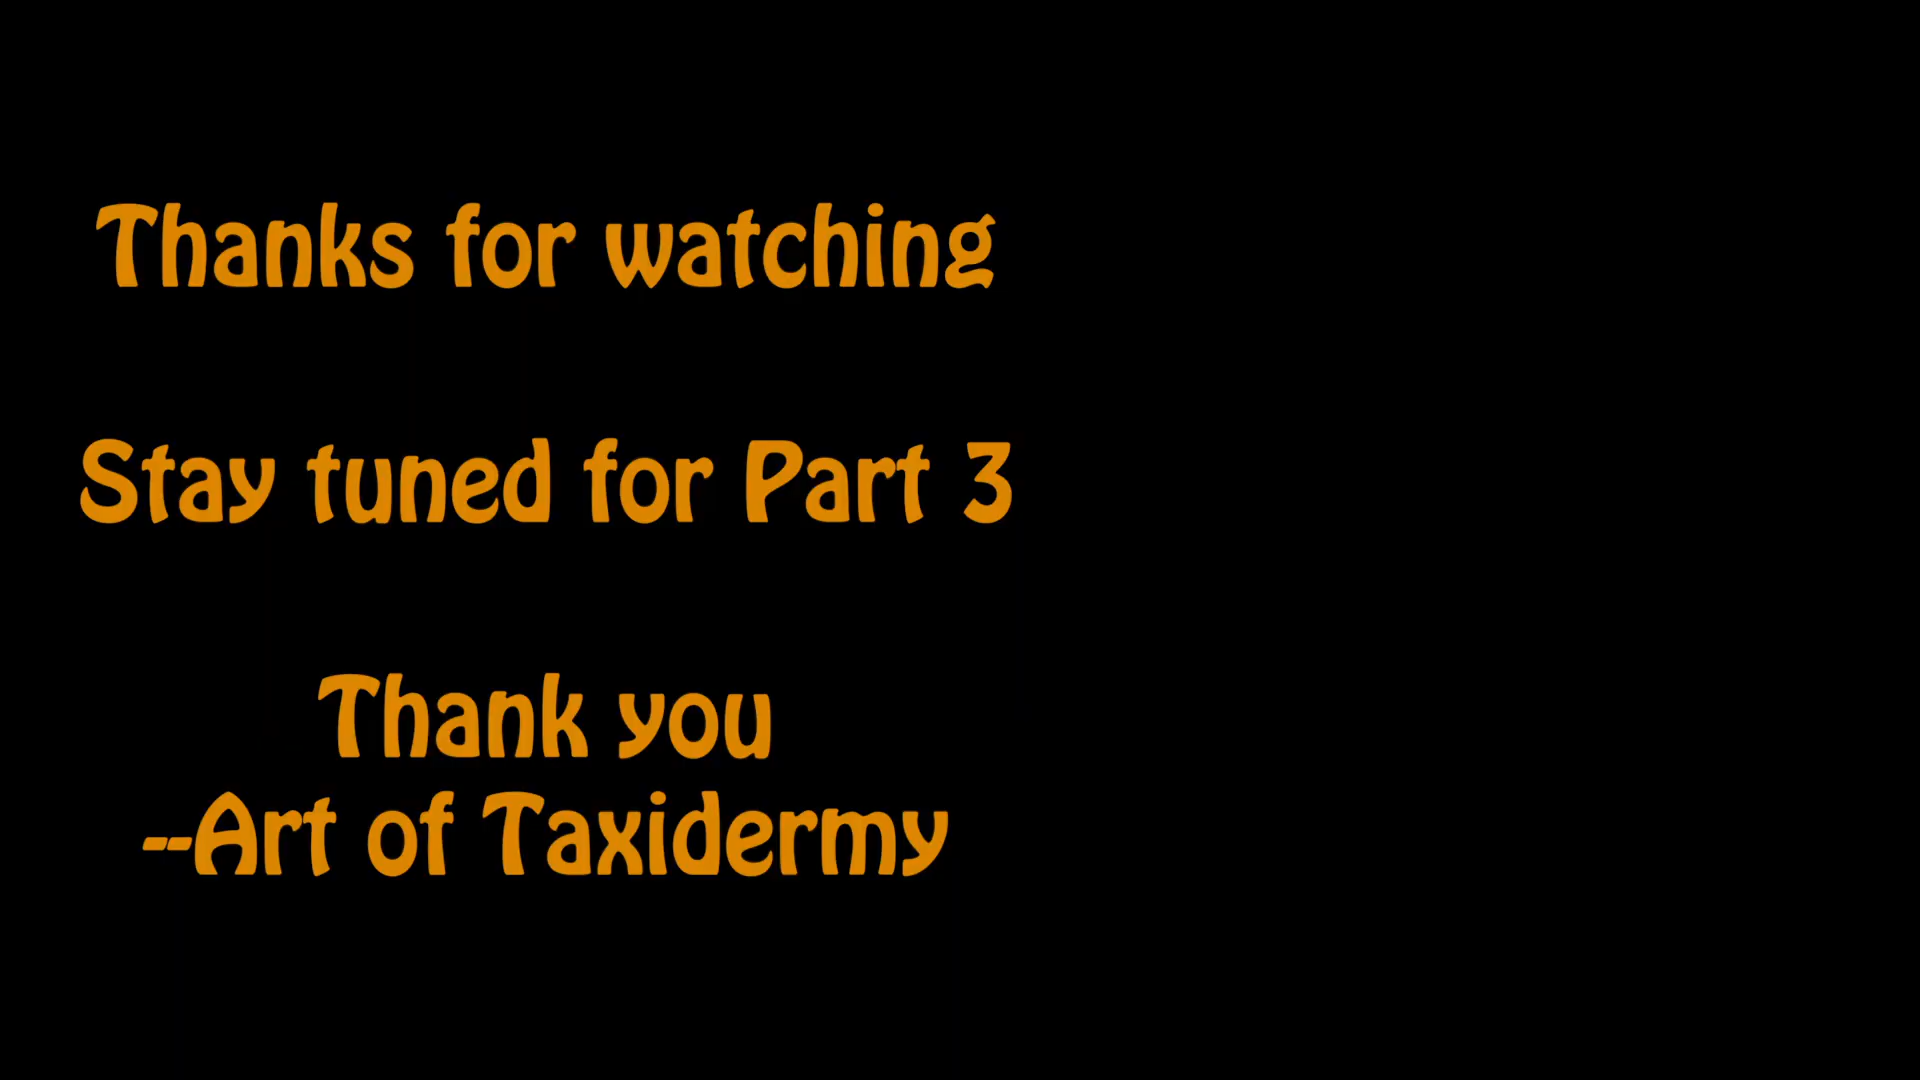 Thanks for watching
Stay tuned for Part 3
Thank you
--Art of Taxidermy